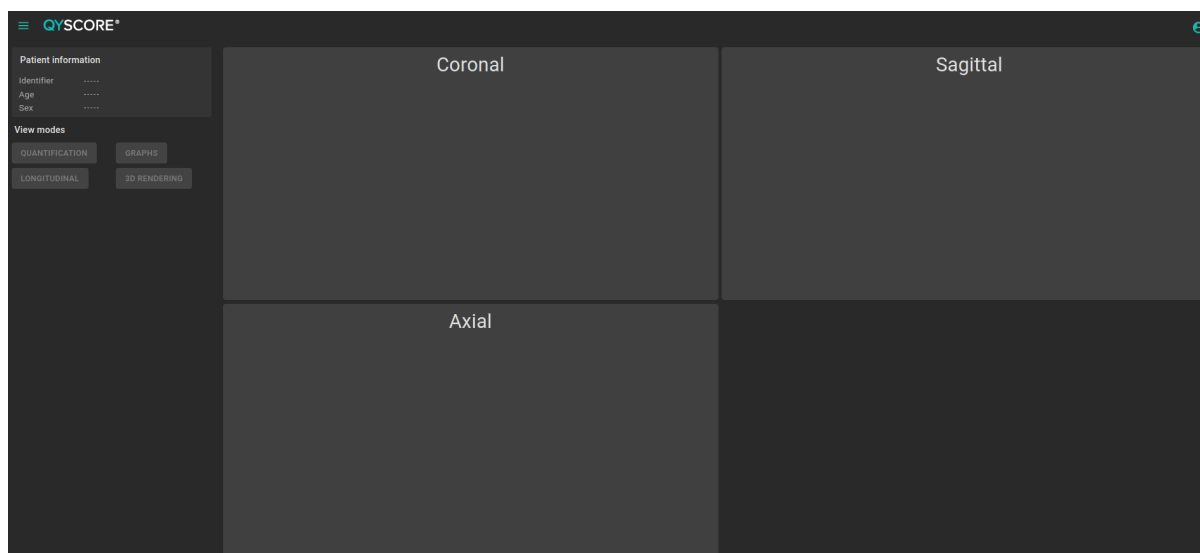 QYSCORE®
Patient information
Identifier -----
Age -----
Sex -----
View modes
QUANTIFICATION GRAPHS
LONGITUDINAL 3D RENDERING
Coronal
Sagittal
Axial